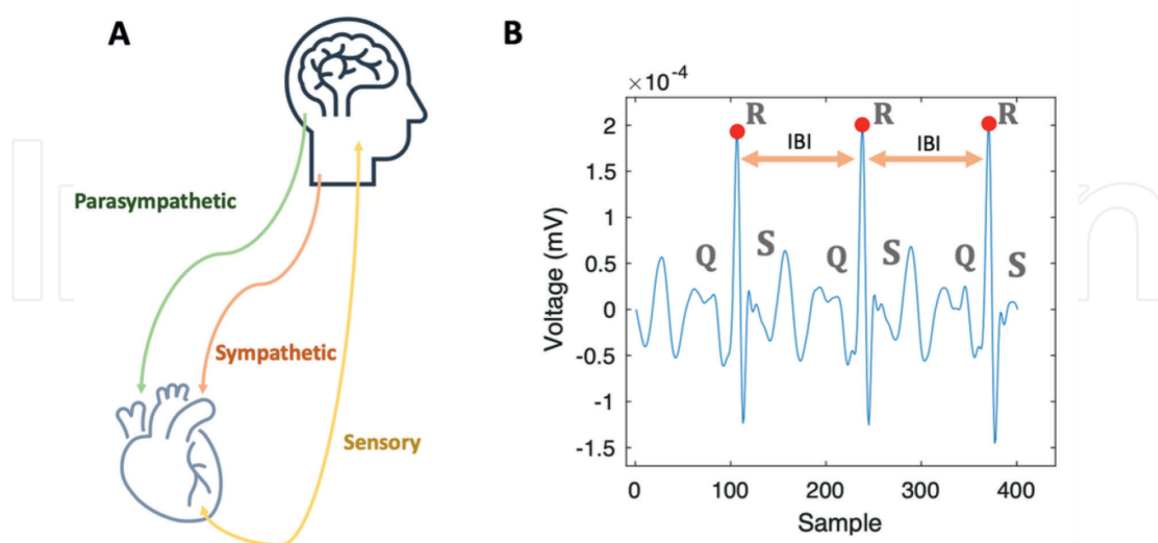 A
Parasympathetic
Sympathetic
Sensory
B
×10⁻⁴
R R R
IBI IBI
Q S Q S Q S
2
1.5
1
0.5
0
-0.5
-1
-1.5
Voltage (mV)
0 100 200 300 400
Sample